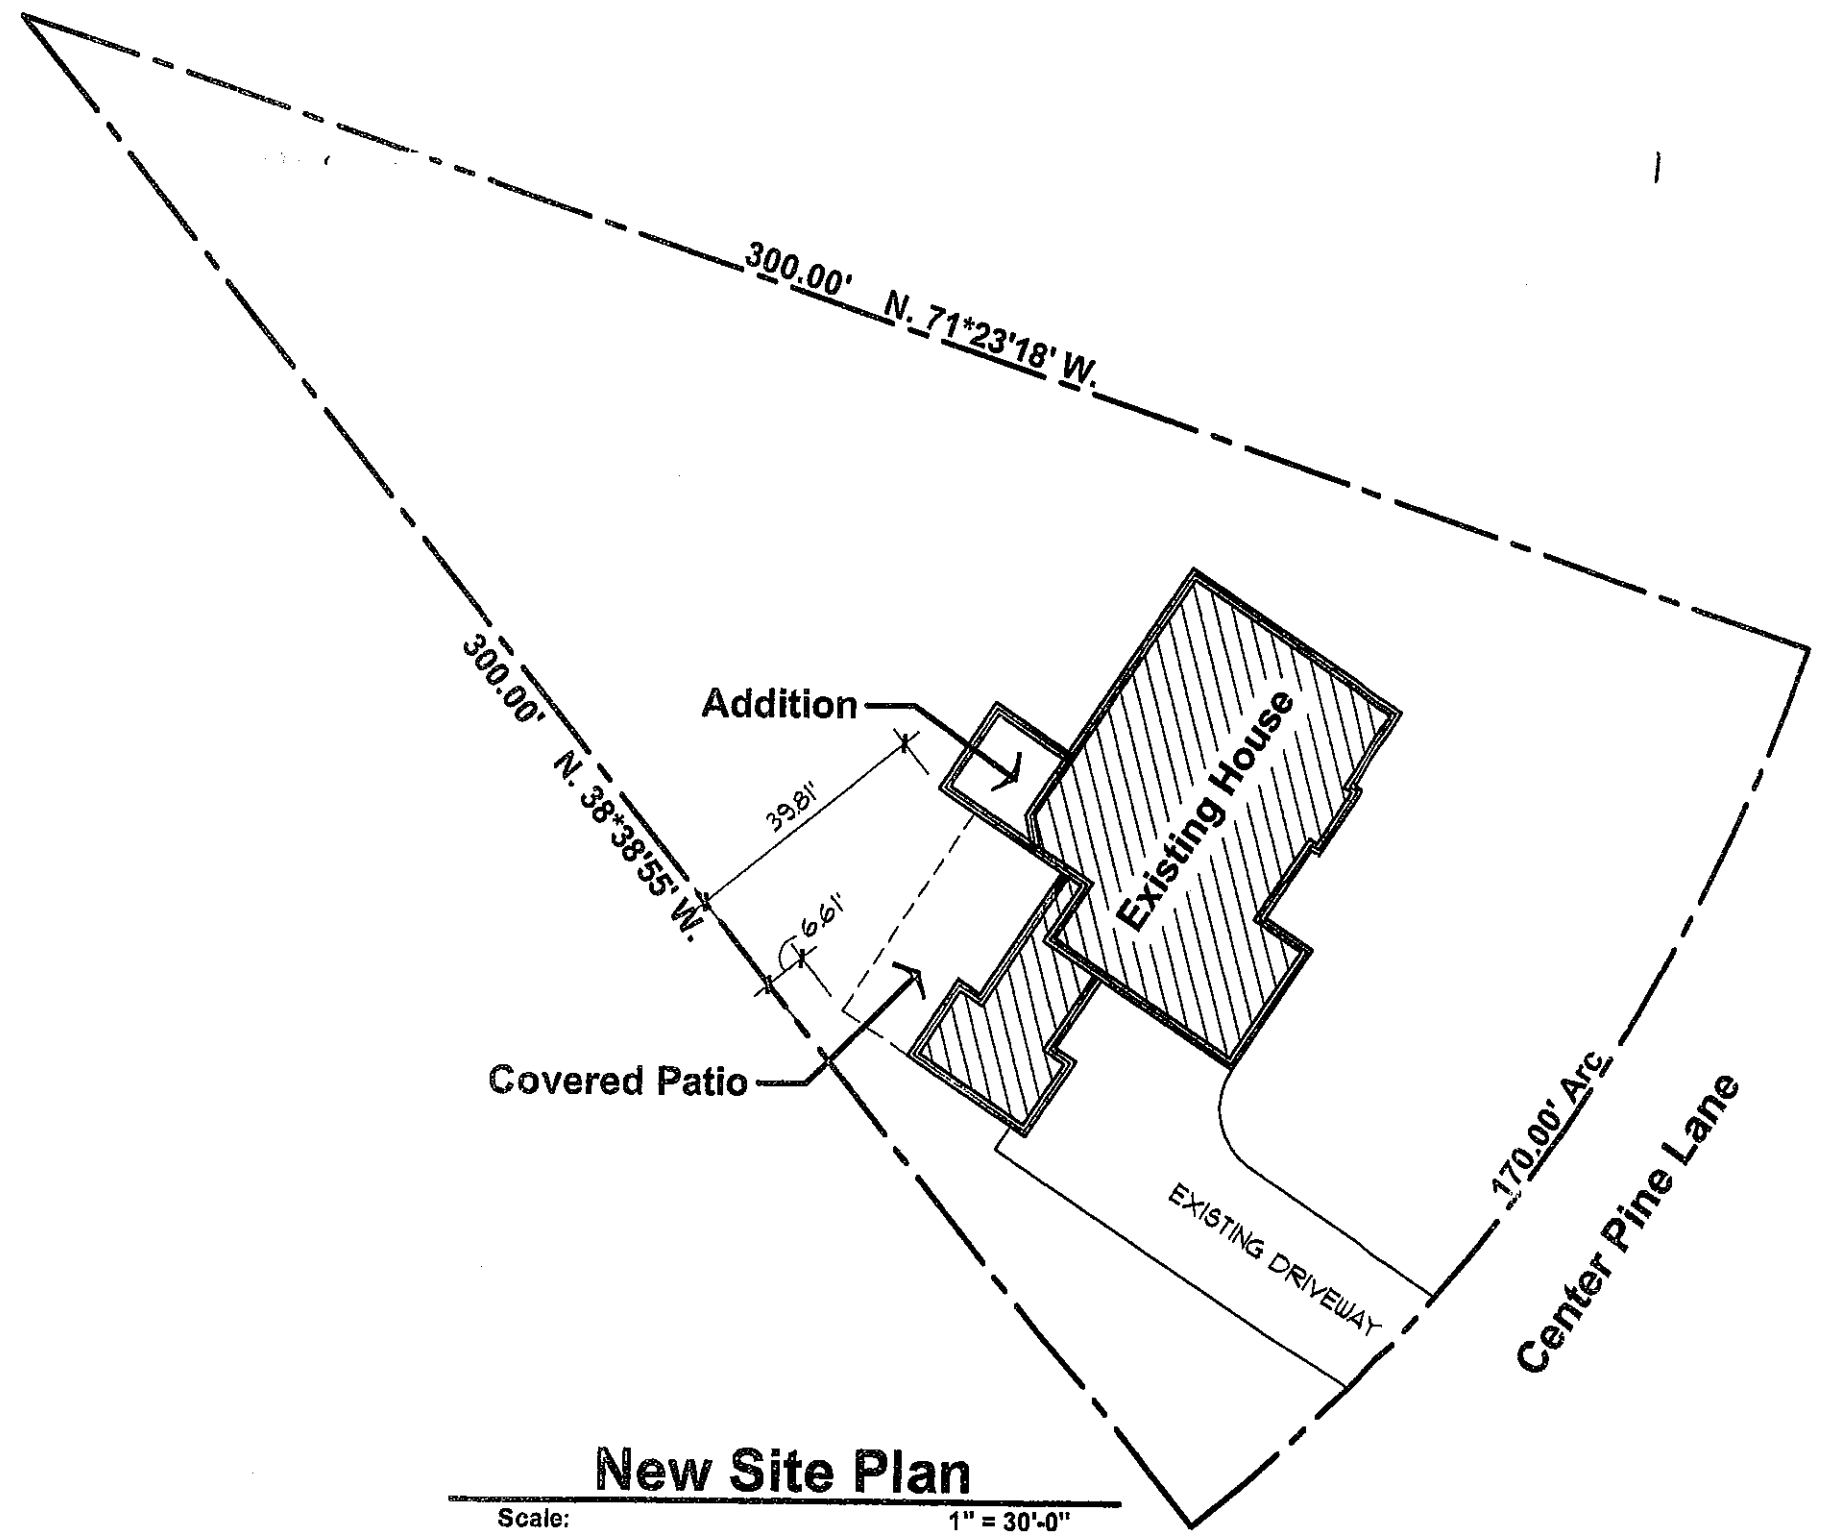 300.00' N. 71*23'18' W.
300.00' N. 38*38'55' W.
Addition
39.81'
6.61'
Existing House
Covered Patio
170.00' Arc
Center Pine Lane
EXISTING DRIVEWAY
New Site Plan
Scale: 1" = 30'-0"